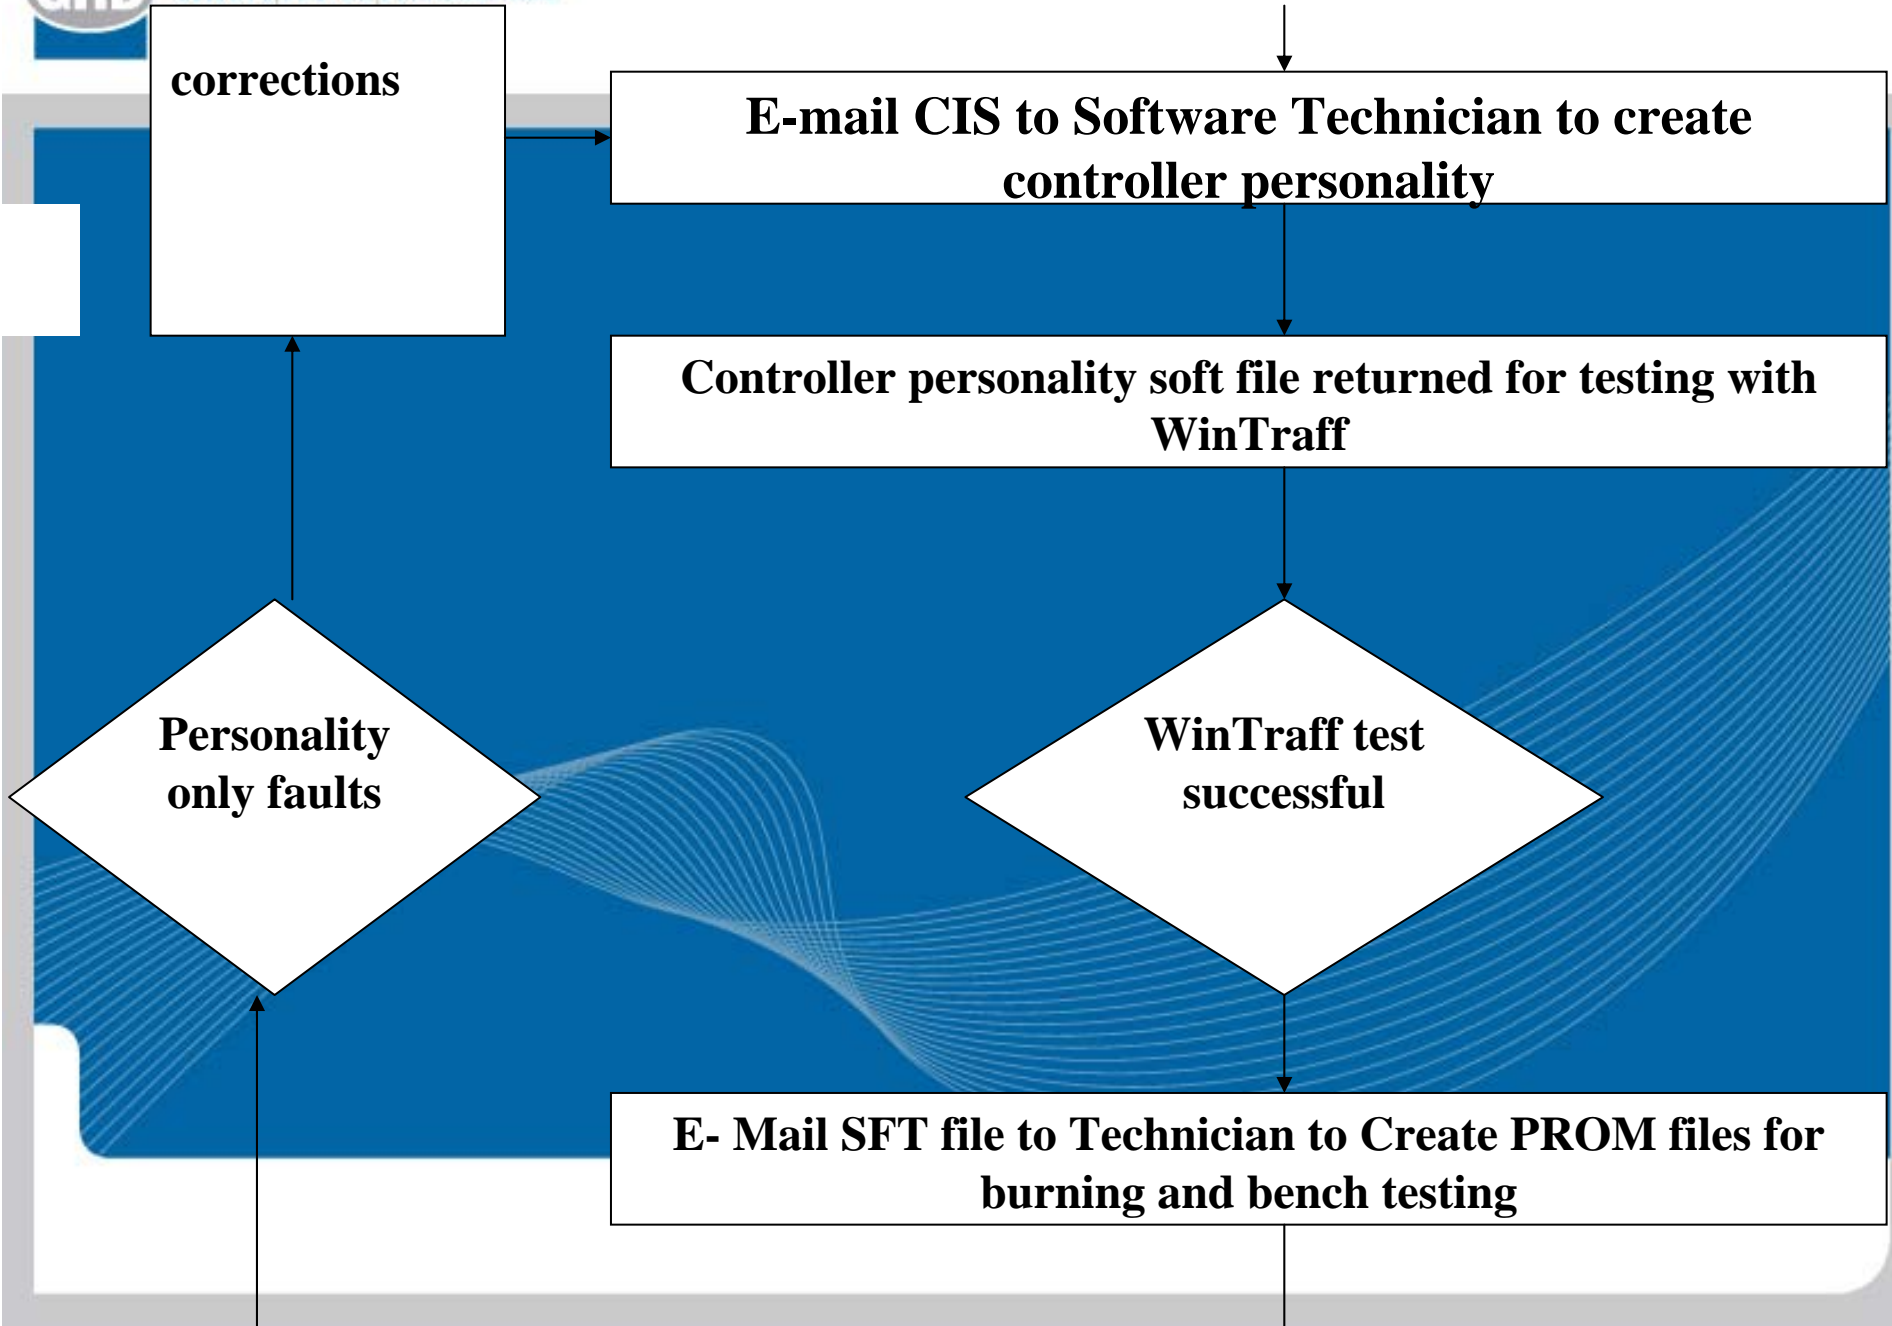 corrections
E-mail CIS to Software Technician to create
controller personality
Controller personality soft file returned for testing with
WinTraff
Personality
only faults
WinTraff test
successful
E- Mail SFT file to Technician to Create PROM files for
burning and bench testing